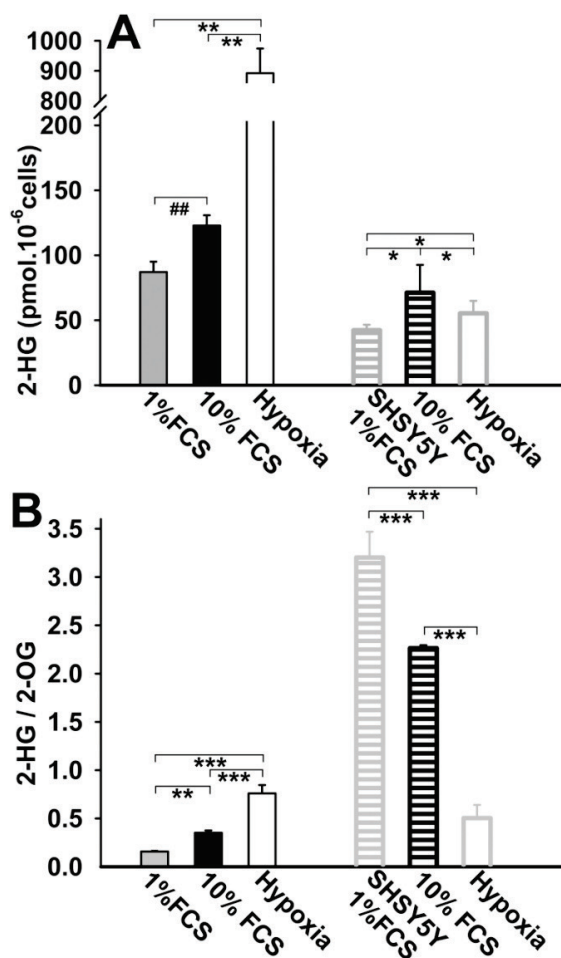 A
2-HG (pmol.10-6cells)
1000
900
800
200
150
100
50
0
**
**
##
*
*
*
1%FCS
10% FCS
Hypoxia
SHSY5Y
1%FCS
10% FCS
Hypoxia
B
2-HG / 2-OG
3.5
3.0
2.5
2.0
1.5
1.0
0.5
0.0
***
**
***
***
***
***
1%FCS
10% FCS
Hypoxia
SHSY5Y
1%FCS
10% FCS
Hypoxia